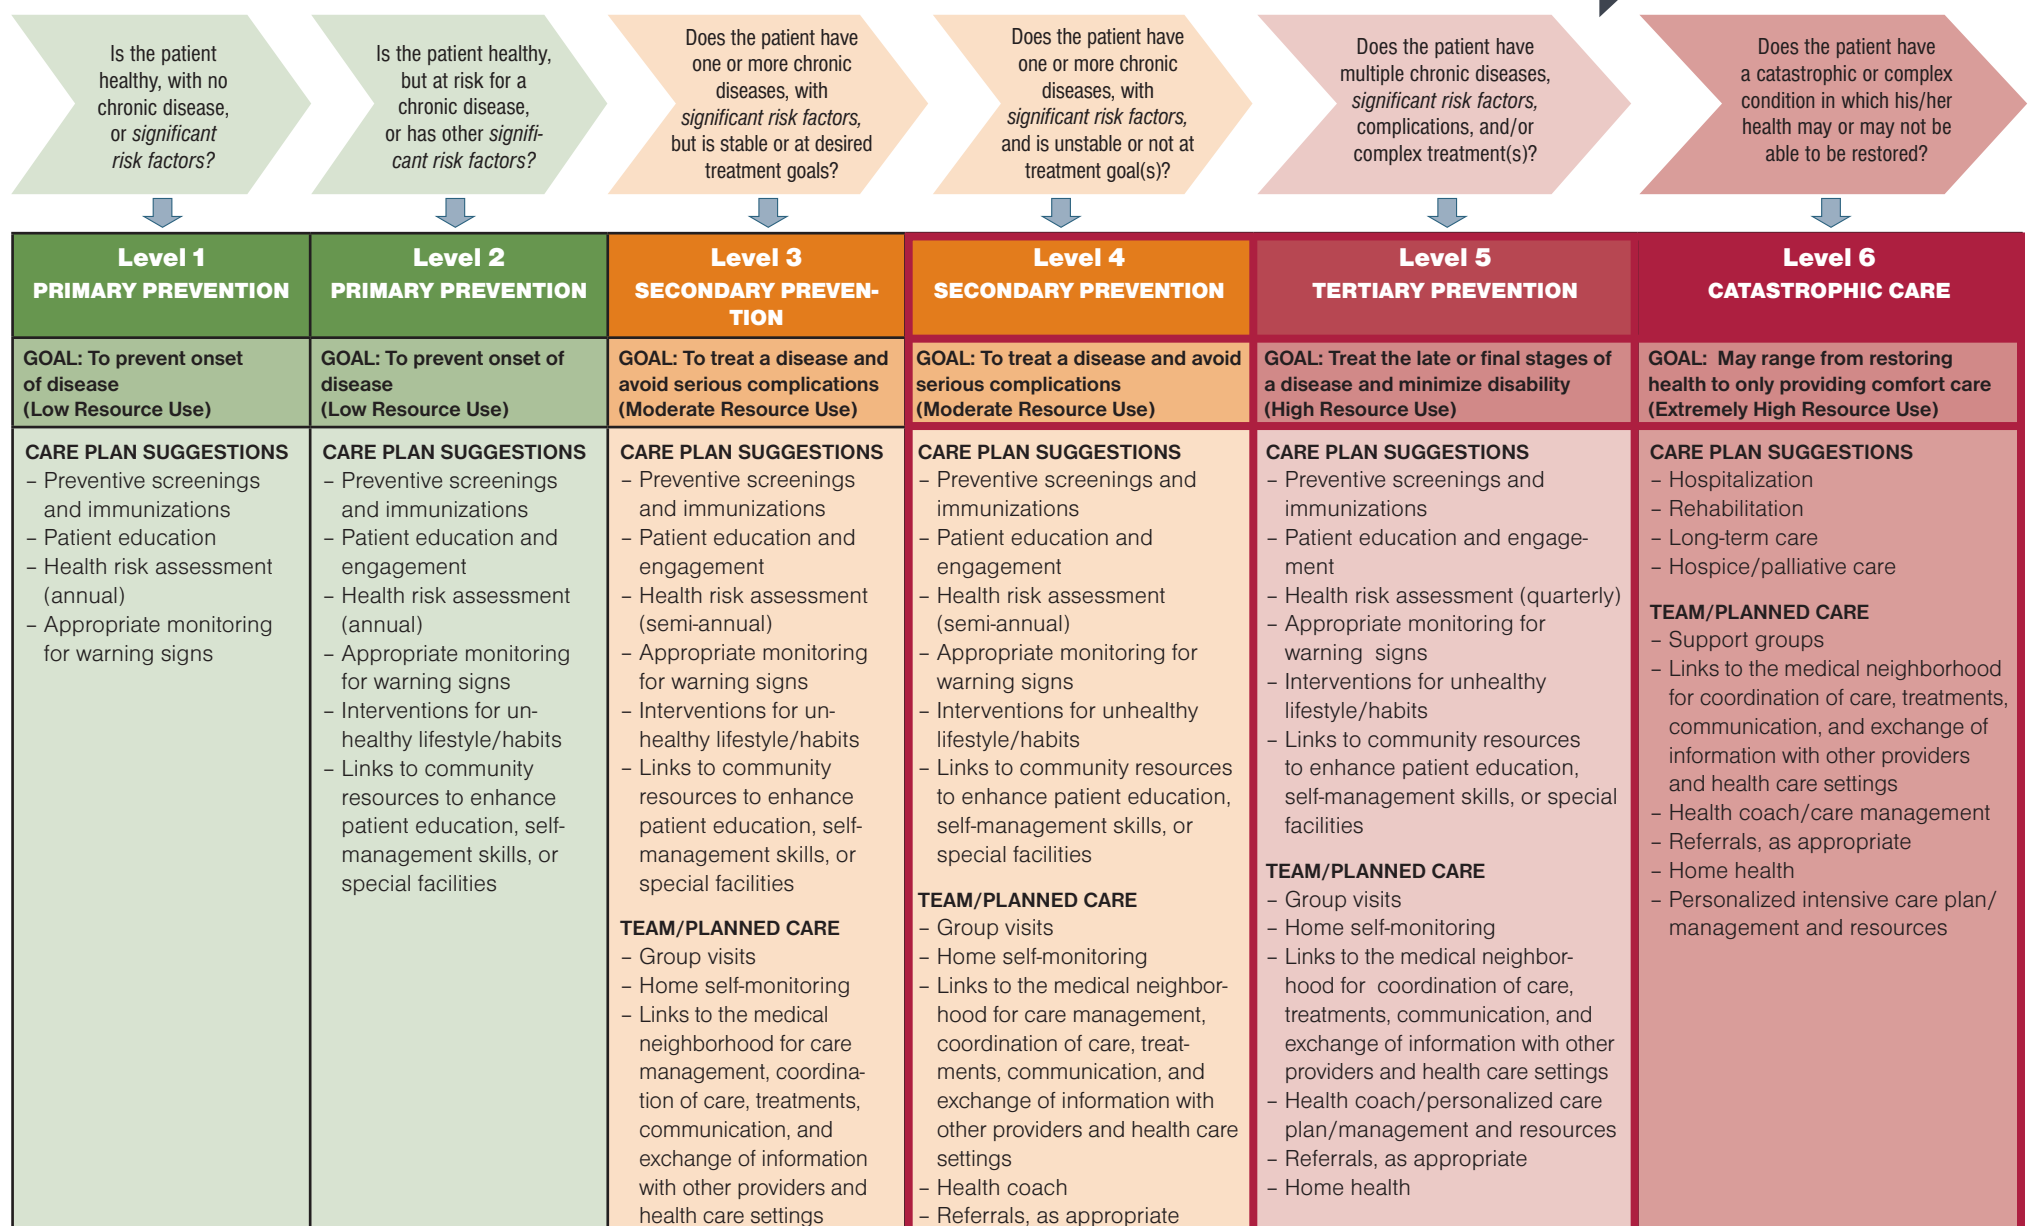 Is the patient
healthy, with no
chronic disease,
or significant
risk factors?
Is the patient healthy,
but at risk for a
chronic disease,
or has other signifi-
cant risk factors?
Does the patient have
one or more chronic
diseases, with
significant risk factors,
but is stable or at desired
treatment goals?
Does the patient have
one or more chronic
diseases, with
significant risk factors,
and is unstable or not at
treatment goal(s)?
Does the patient have
multiple chronic diseases,
significant risk factors,
complications, and/or
complex treatment(s)?
Does the patient have
a catastrophic or complex
condition in which his/her
health may or may not be
able to be restored?
Level 1
PRIMARY PREVENTION
GOAL: To prevent onset
of disease
(Low Resource Use)
CARE PLAN SUGGESTIONS
– Preventive screenings
and immunizations
– Patient education
– Health risk assessment
(annual)
– Appropriate monitoring
for warning signs
Level 2
PRIMARY PREVENTION
GOAL: To prevent onset of
disease
(Low Resource Use)
CARE PLAN SUGGESTIONS
– Preventive screenings
and immunizations
– Patient education and
engagement
– Health risk assessment
(annual)
– Appropriate monitoring
for warning signs
– Interventions for un-
healthy lifestyle/habits
– Links to community
resources to enhance
patient education, self-
management skills, or
special facilities
Level 3
SECONDARY PREVEN-
TION
GOAL: To treat a disease and
avoid serious complications
(Moderate Resource Use)
CARE PLAN SUGGESTIONS
– Preventive screenings
and immunizations
– Patient education and
engagement
– Health risk assessment
(semi-annual)
– Appropriate monitoring
for warning signs
– Interventions for un-
healthy lifestyle/habits
– Links to community
resources to enhance
patient education, self-
management skills, or
special facilities
TEAM/PLANNED CARE
– Group visits
– Home self-monitoring
– Links to the medical
neighborhood for care
management, coordina-
tion of care, treatments,
communication, and
exchange of information
with other providers and
health care settings
Level 4
SECONDARY PREVENTION
GOAL: To treat a disease and avoid
serious complications
(Moderate Resource Use)
CARE PLAN SUGGESTIONS
– Preventive screenings and
immunizations
– Patient education and
engagement
– Health risk assessment
(semi-annual)
– Appropriate monitoring for
warning signs
– Interventions for unhealthy
lifestyle/habits
– Links to community resources
to enhance patient education,
self-management skills, or
special facilities
TEAM/PLANNED CARE
– Group visits
– Home self-monitoring
– Links to the medical neighbor-
hood for care management,
coordination of care, treat-
ments, communication, and
exchange of information with
other providers and health care
settings
– Health coach
– Referrals, as appropriate
Level 5
TERTIARY PREVENTION
GOAL: Treat the late or final stages of
a disease and minimize disability
(High Resource Use)
CARE PLAN SUGGESTIONS
– Preventive screenings and
immunizations
– Patient education and engage-
ment
– Health risk assessment (quarterly)
– Appropriate monitoring for
warning signs
– Interventions for unhealthy
lifestyle/habits
– Links to community resources
to enhance patient education,
self-management skills, or special
facilities
TEAM/PLANNED CARE
– Group visits
– Home self-monitoring
– Links to the medical neighbor-
hood for coordination of care,
treatments, communication, and
exchange of information with other
providers and health care settings
– Health coach/personalized care
plan/management and resources
– Referrals, as appropriate
– Home health
Level 6
CATASTROPHIC CARE
GOAL: May range from restoring
health to only providing comfort care
(Extremely High Resource Use)
CARE PLAN SUGGESTIONS
– Hospitalization
– Rehabilitation
– Long-term care
– Hospice/palliative care
TEAM/PLANNED CARE
– Support groups
– Links to the medical neighborhood
for coordination of care, treatments,
communication, and exchange of
information with other providers
and health care settings
– Health coach/care management
– Referrals, as appropriate
– Home health
– Personalized intensive care plan/
management and resources